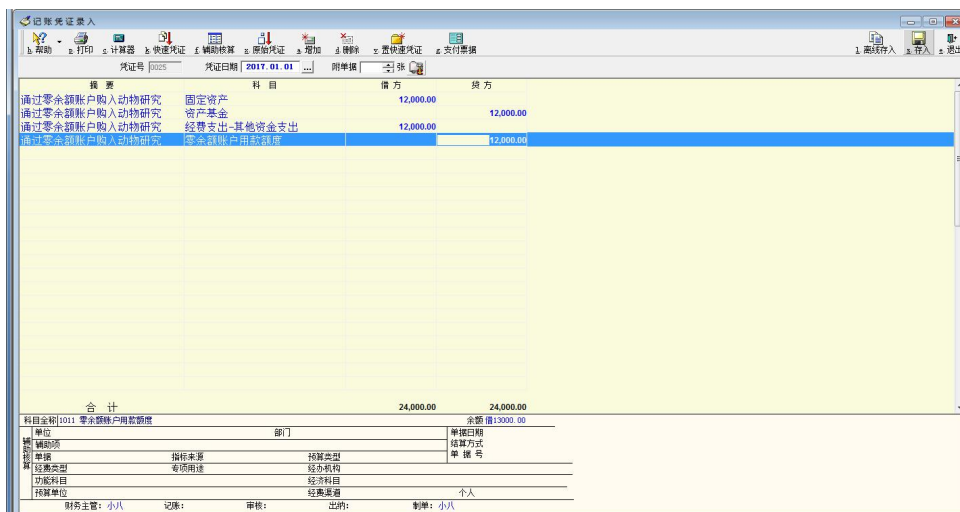 记账凭证录入
h 帮助 p 打印 c 计算器 k 快速凭证 f 辅助核算 z 原始凭证 a 增加 d 删除 y 置快速凭证 g 支付票据 l 离线存入 s 存入 e 退出
凭证号 0025 凭证日期 2017.01.01 ... 附单据 张
摘 要 科 目 借 方 贷 方
通过零余额账户购入动物研究 固定资产 12,000.00
通过零余额账户购入动物研究 资产基金 12,000.00
通过零余额账户购入动物研究 经费支出-其他资金支出 12,000.00
通过零余额账户购入动物研究 零余额账户用款额度 12,000.00
合 计 24,000.00 24,000.00
科目全称 1011 零余额账户用款额度 余额 借13000.00
辅助核算
单位 部门 单据日期
辅助项 结算方式
单据 指标来源 预算类型 单 据 号
经费类型 专项用途 经办机构
功能科目 经济科目
预算单位 经费渠道 个人
财务主管: 小八 记账: 审核: 出纳: 制单: 小八